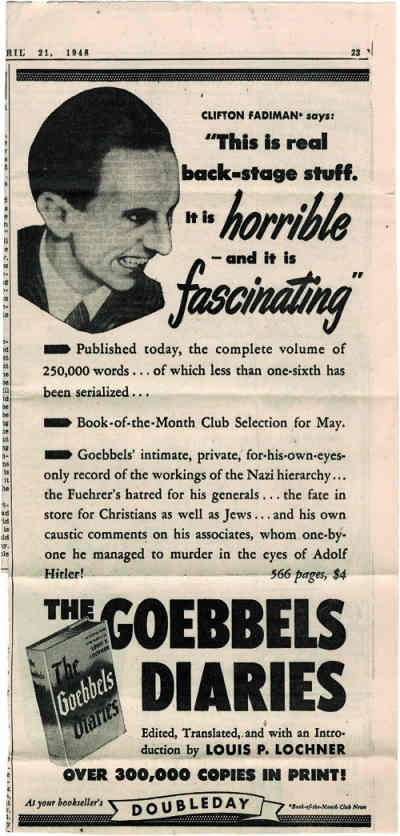 RIL 21, 1948 23
CLIFTON FADIMAN* says:
"This is real
back-stage stuff.
It is horrible
– and it is
fascinating"
Published today, the complete volume of
250,000 words . . . of which less than one-sixth has
been serialized . . .
Book-of-the-Month Club Selection for May.
Goebbels' intimate, private, for-his-own-eyes-
only record of the workings of the Nazi hierarchy...
the Fuehrer's hatred for his generals . . . the fate in
store for Christians as well as Jews . . . and his own
caustic comments on his associates, whom one-by-
one he managed to murder in the eyes of Adolf
Hitler! 566 pages, $4
THE GOEBBELS
DIARIES
LOUIS P.
LOCHNER
The
Goebbels
Diaries
Edited, Translated, and with an Intro-
duction by LOUIS P. LOCHNER
OVER 300,000 COPIES IN PRINT!
At your bookseller's DOUBLEDAY *Book-of-the-Month Club News